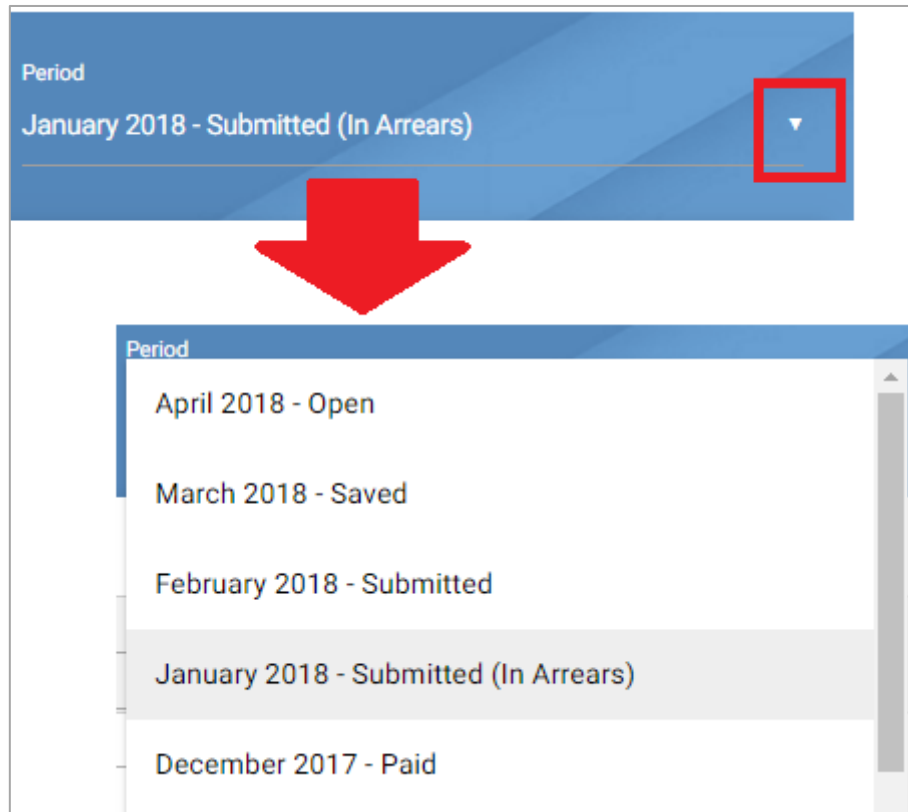 Period
January 2018 - Submitted (In Arrears)
Period
April 2018 - Open
March 2018 - Saved
February 2018 - Submitted
January 2018 - Submitted (In Arrears)
December 2017 - Paid